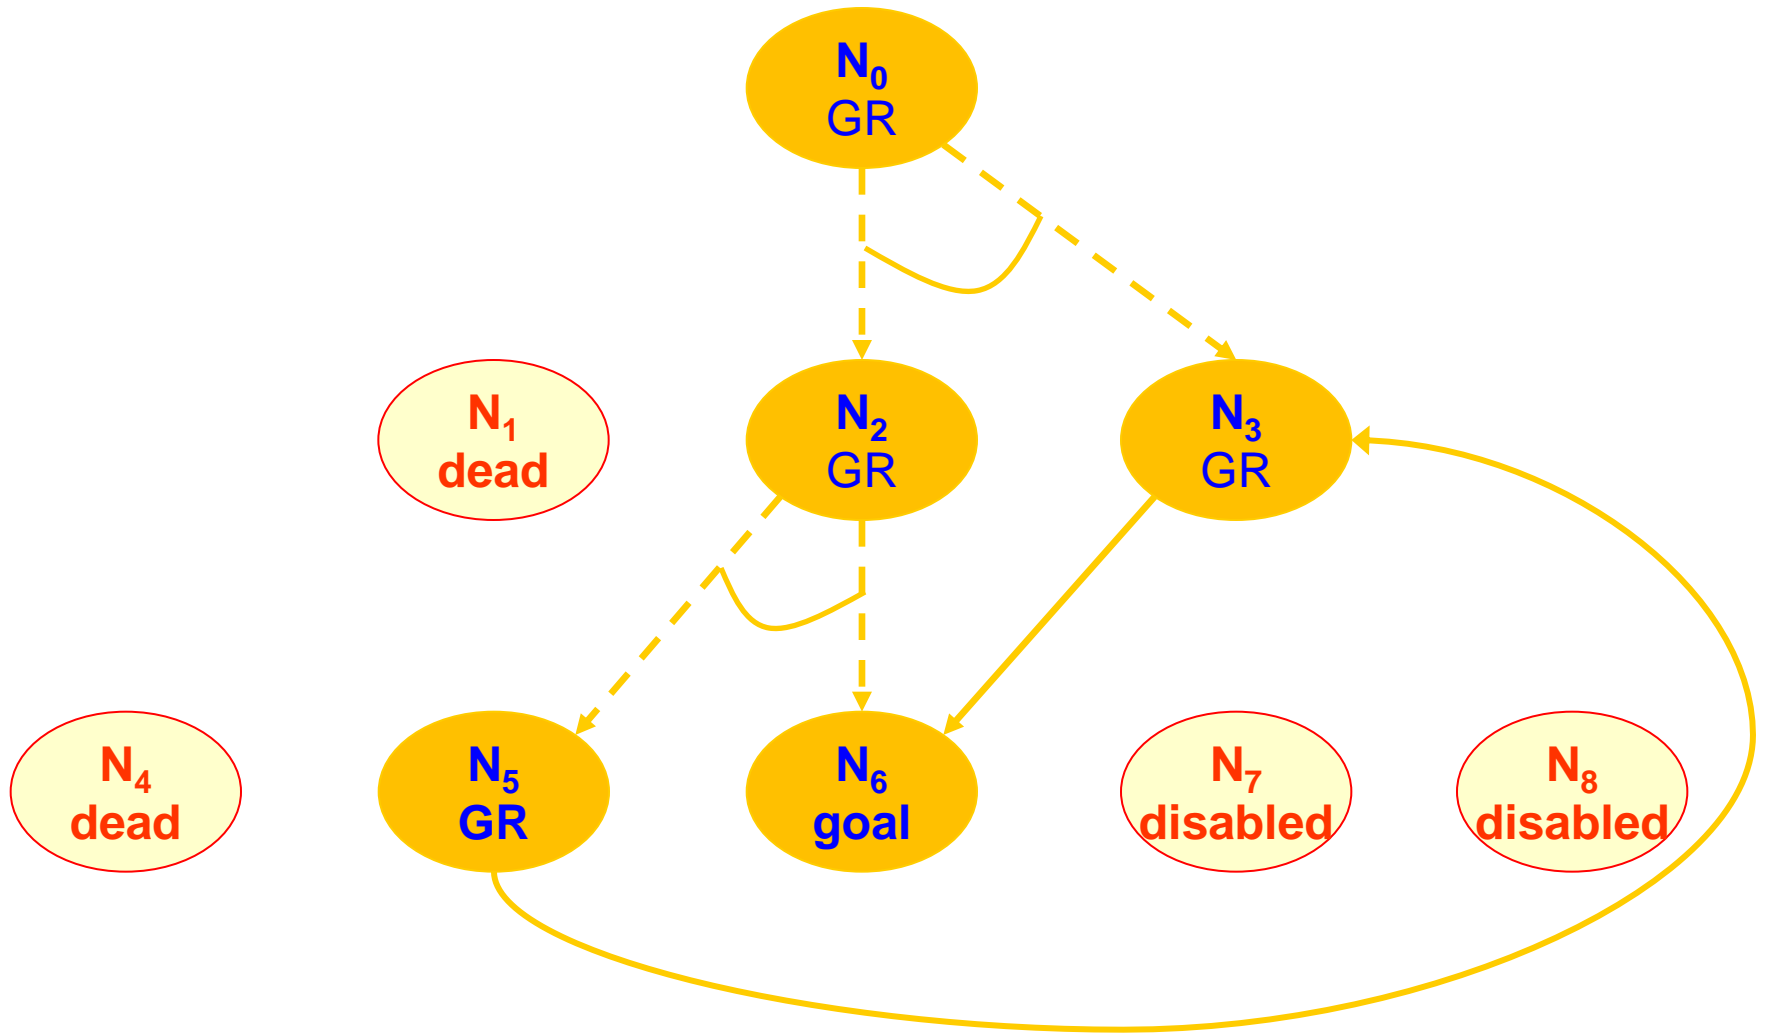 N₀
GR
N₁
dead
N₂
GR
N₃
GR
N₄
dead
N₅
GR
N₆
goal
N₇
disabled
N₈
disabled